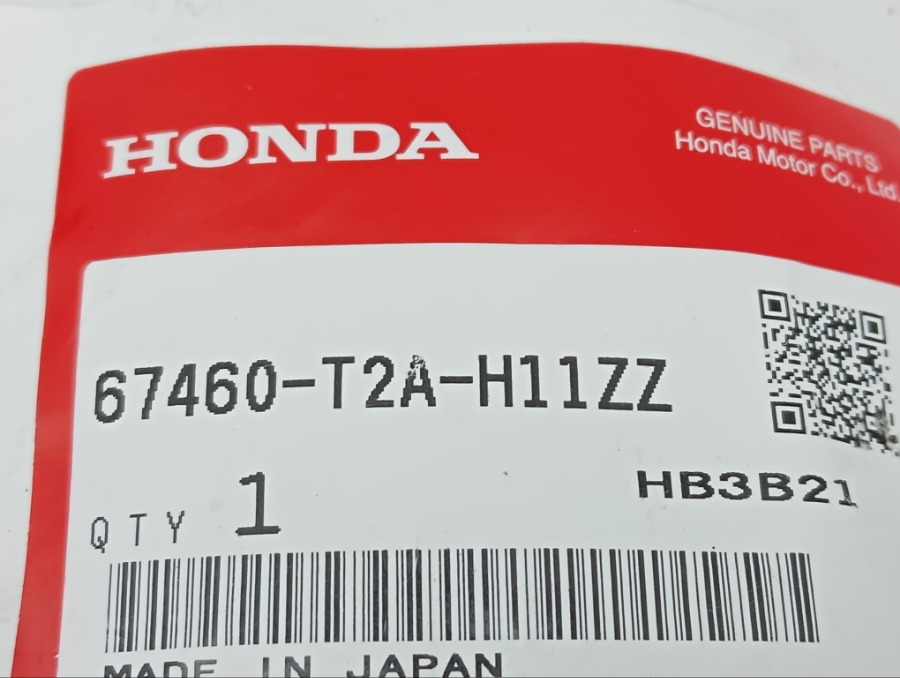 HONDA
GENUINE PARTS
Honda Motor Co., Ltd.
67460-T2A-H11ZZ
HB3B21
QTY 1
MADE IN JAPAN